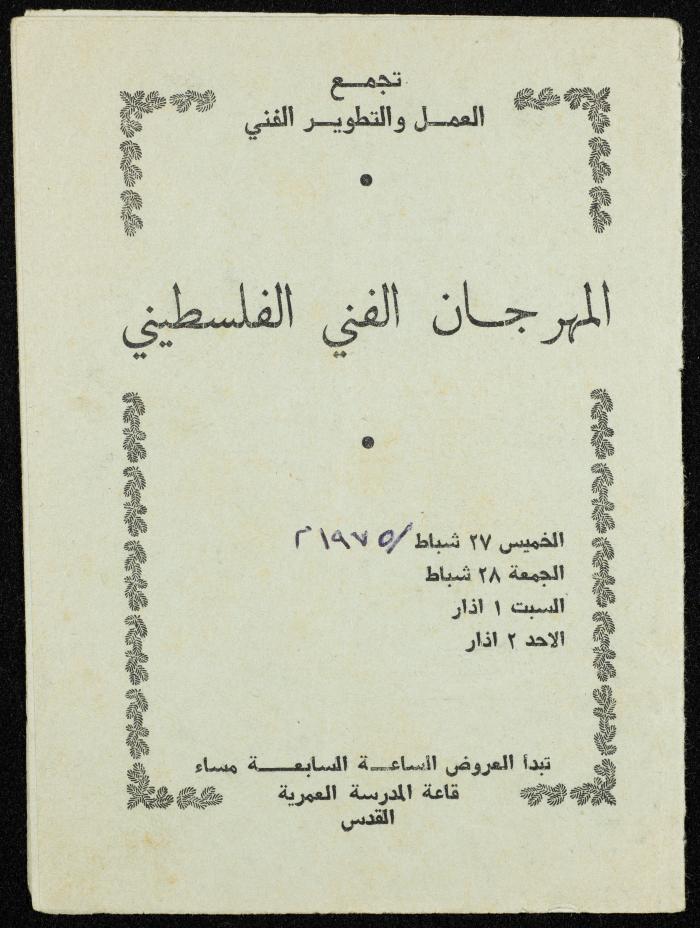 تجمع
العمل والتطوير الفني
المهرجان الفني الفلسطيني
الخميس ٢٧ شباط /١٩٧٥ م
الجمعة ٢٨ شباط
السبت ١ اذار
الاحد ٢ اذار
تبدأ العروض الساعة السابعة مساء
قاعة المدرسة العمرية
القدس